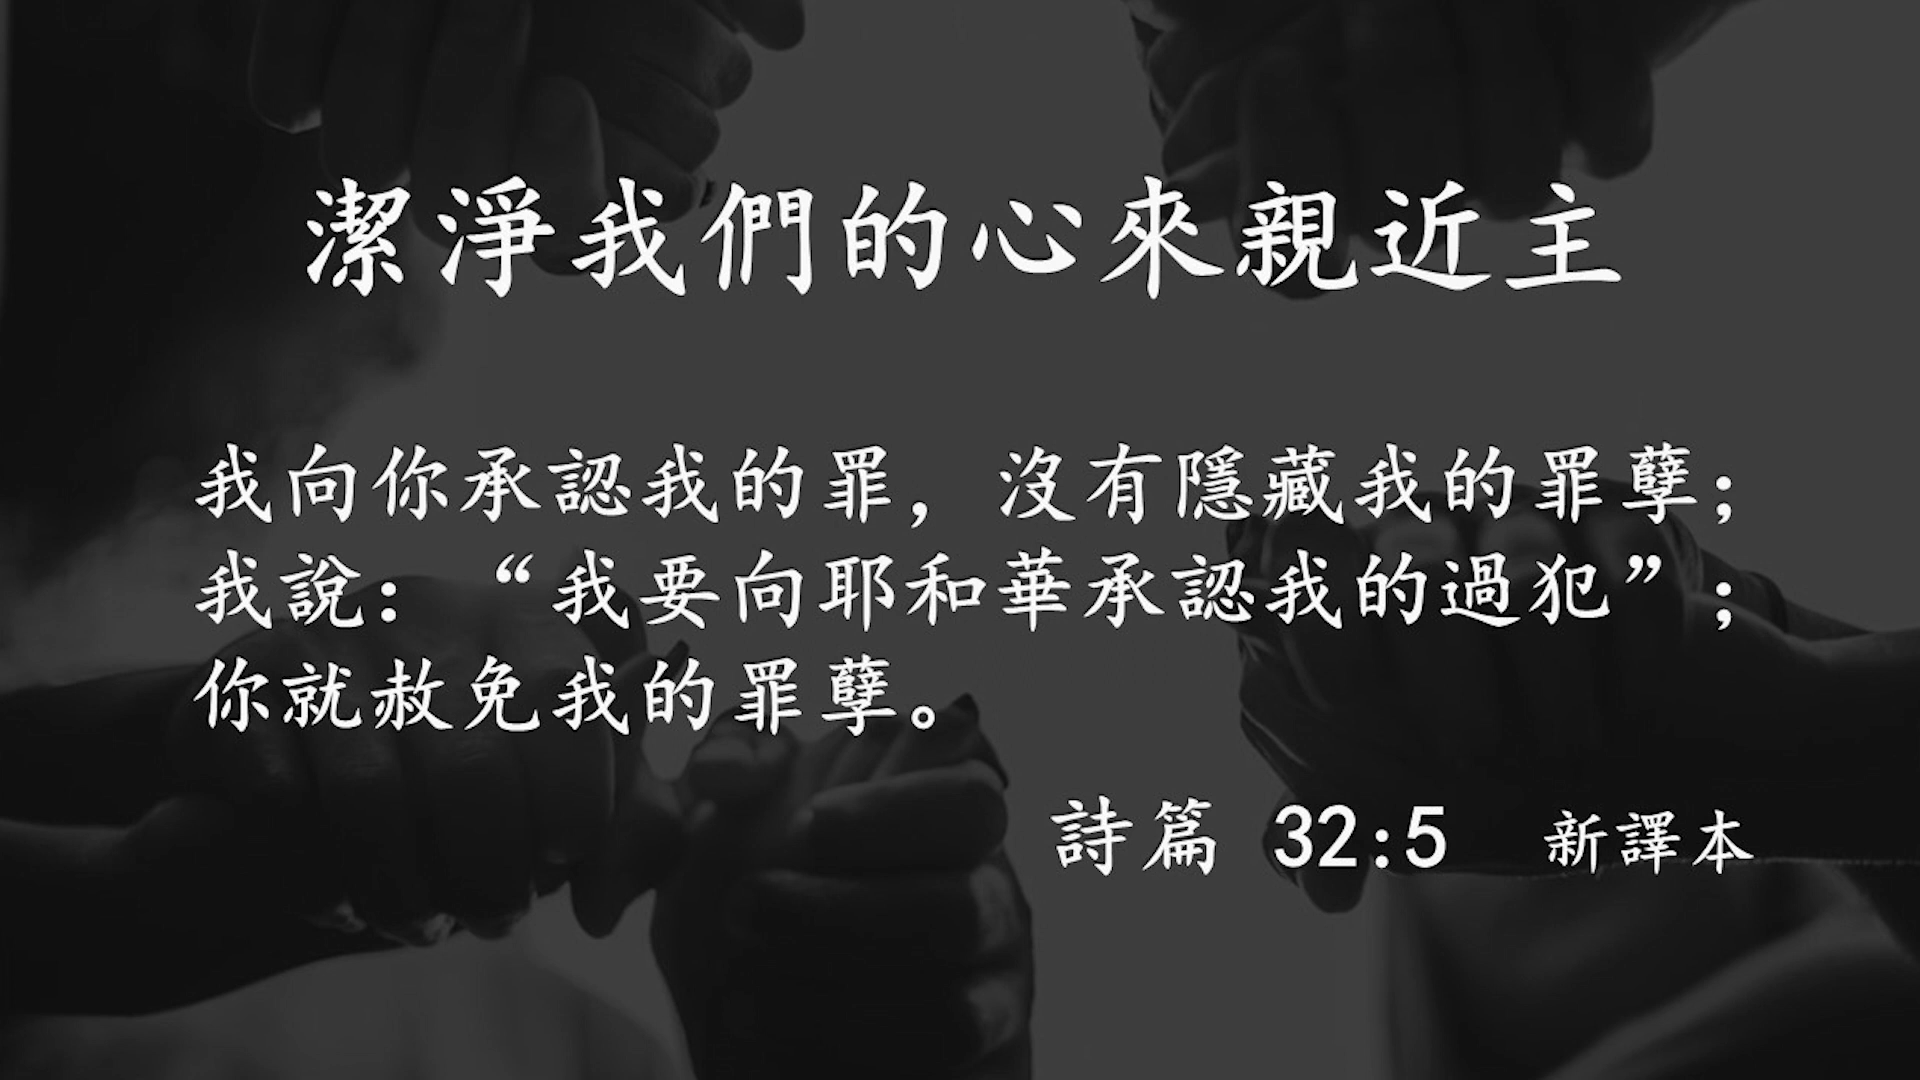 潔淨我們的心來親近主
我向你承認我的罪，沒有隱藏我的罪孽；
我說：“我要向耶和華承認我的過犯”；
你就赦免我的罪孽。
詩篇 32:5 新譯本